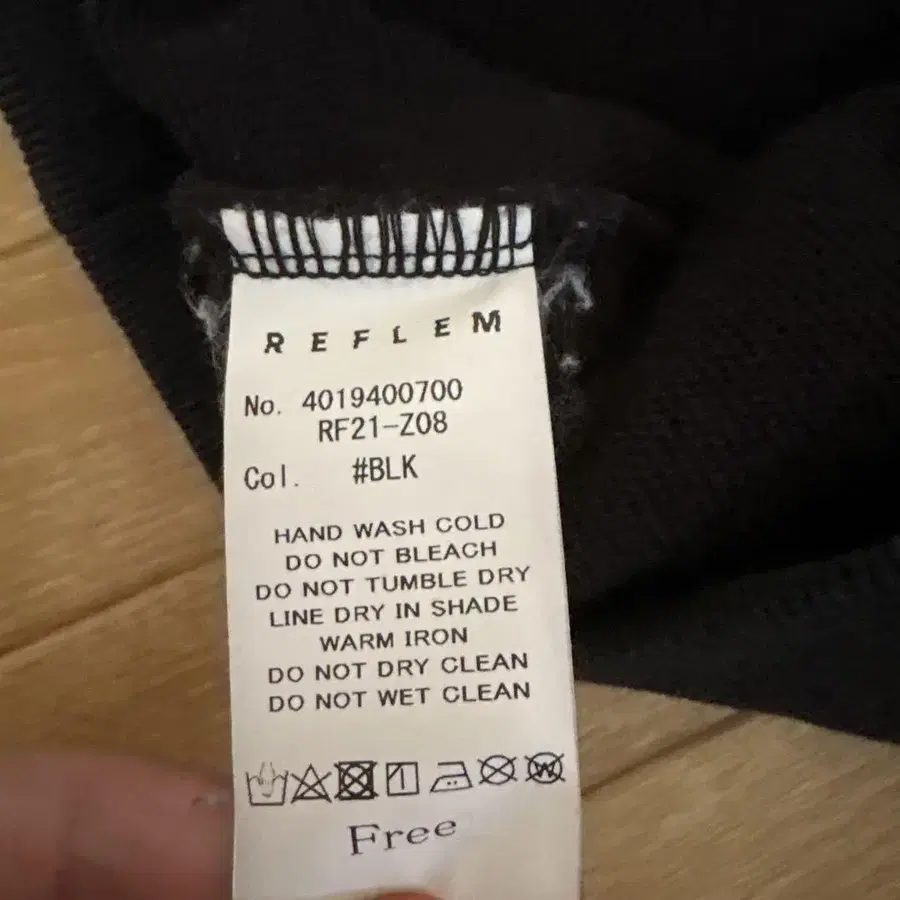 REFLEM
No. 4019400700
RF21-Z08
Col. #BLK
HAND WASH COLD
DO NOT BLEACH
DO NOT TUMBLE DRY
LINE DRY IN SHADE
WARM IRON
DO NOT DRY CLEAN
DO NOT WET CLEAN
W
Free